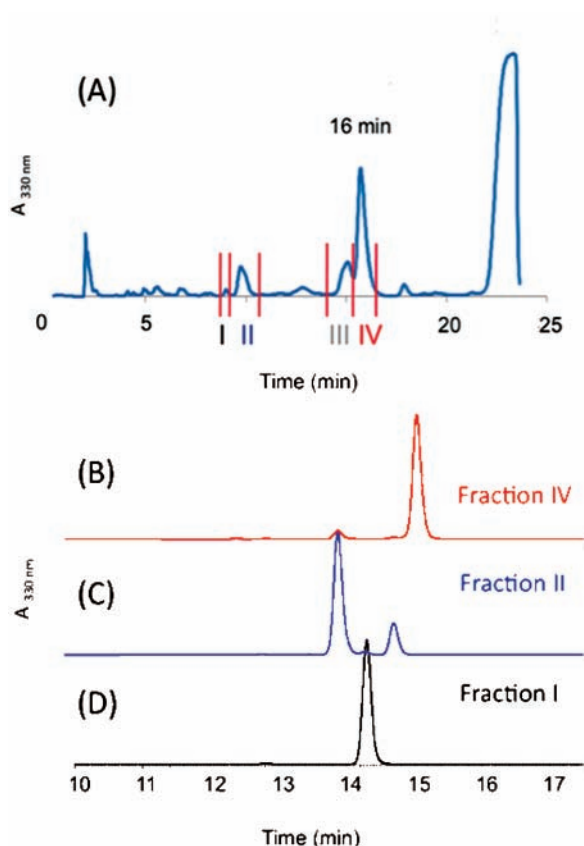 (A)
16 min
A 330 nm
0 5 20 25
I II III IV
Time (min)
(B)
Fraction IV
(C)
Fraction II
A 330 nm
(D)
Fraction I
10 11 12 13 14 15 16 17
Time (min)